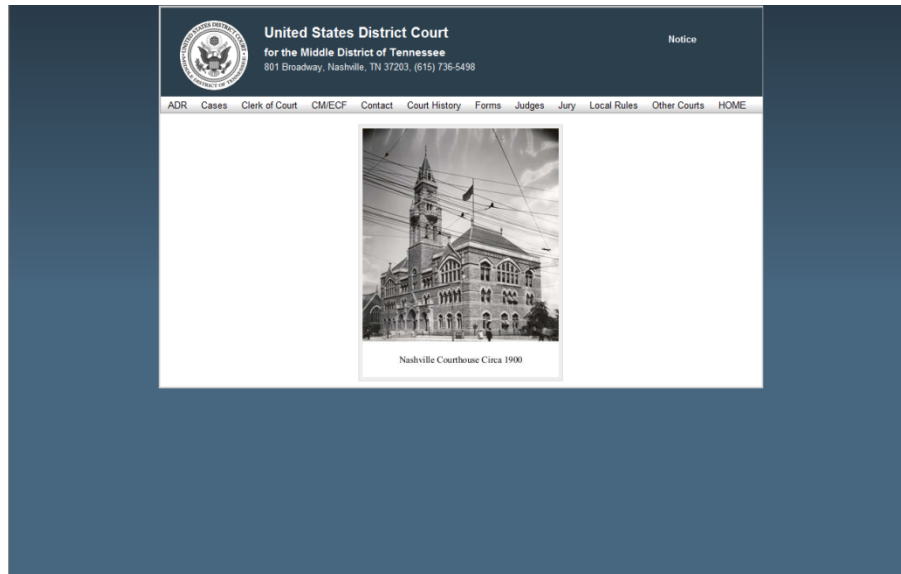 United States District Court
for the Middle District of Tennessee
801 Broadway, Nashville, TN 37203, (615) 736-5498
Notice
ADR Cases Clerk of Court CM/ECF Contact Court History Forms Judges Jury Local Rules Other Courts HOME
Nashville Courthouse Circa 1900